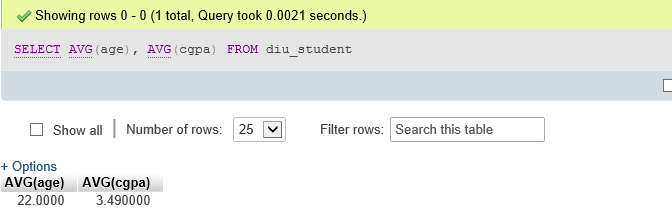 Showing rows 0 - 0 (1 total, Query took 0.0021 seconds.)
SELECT AVG(age), AVG(cgpa) FROM diu_student
Show all | Number of rows: 25 Filter rows: Search this table
+ Options
AVG(age) AVG(cgpa)
22.0000 3.490000